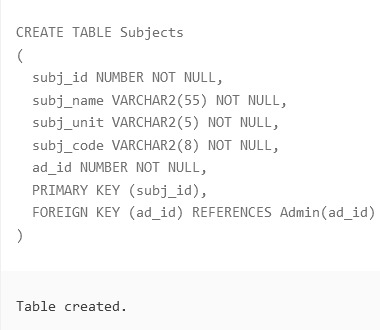 CREATE TABLE Subjects
(
  subj_id NUMBER NOT NULL,
  subj_name VARCHAR2(55) NOT NULL,
  subj_unit VARCHAR2(5) NOT NULL,
  subj_code VARCHAR2(8) NOT NULL,
  ad_id NUMBER NOT NULL,
  PRIMARY KEY (subj_id),
  FOREIGN KEY (ad_id) REFERENCES Admin(ad_id)
)
Table created.